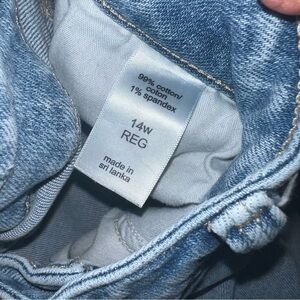 99% cotton/
coton
1% spandex
14W
REG
made in
sri lanka